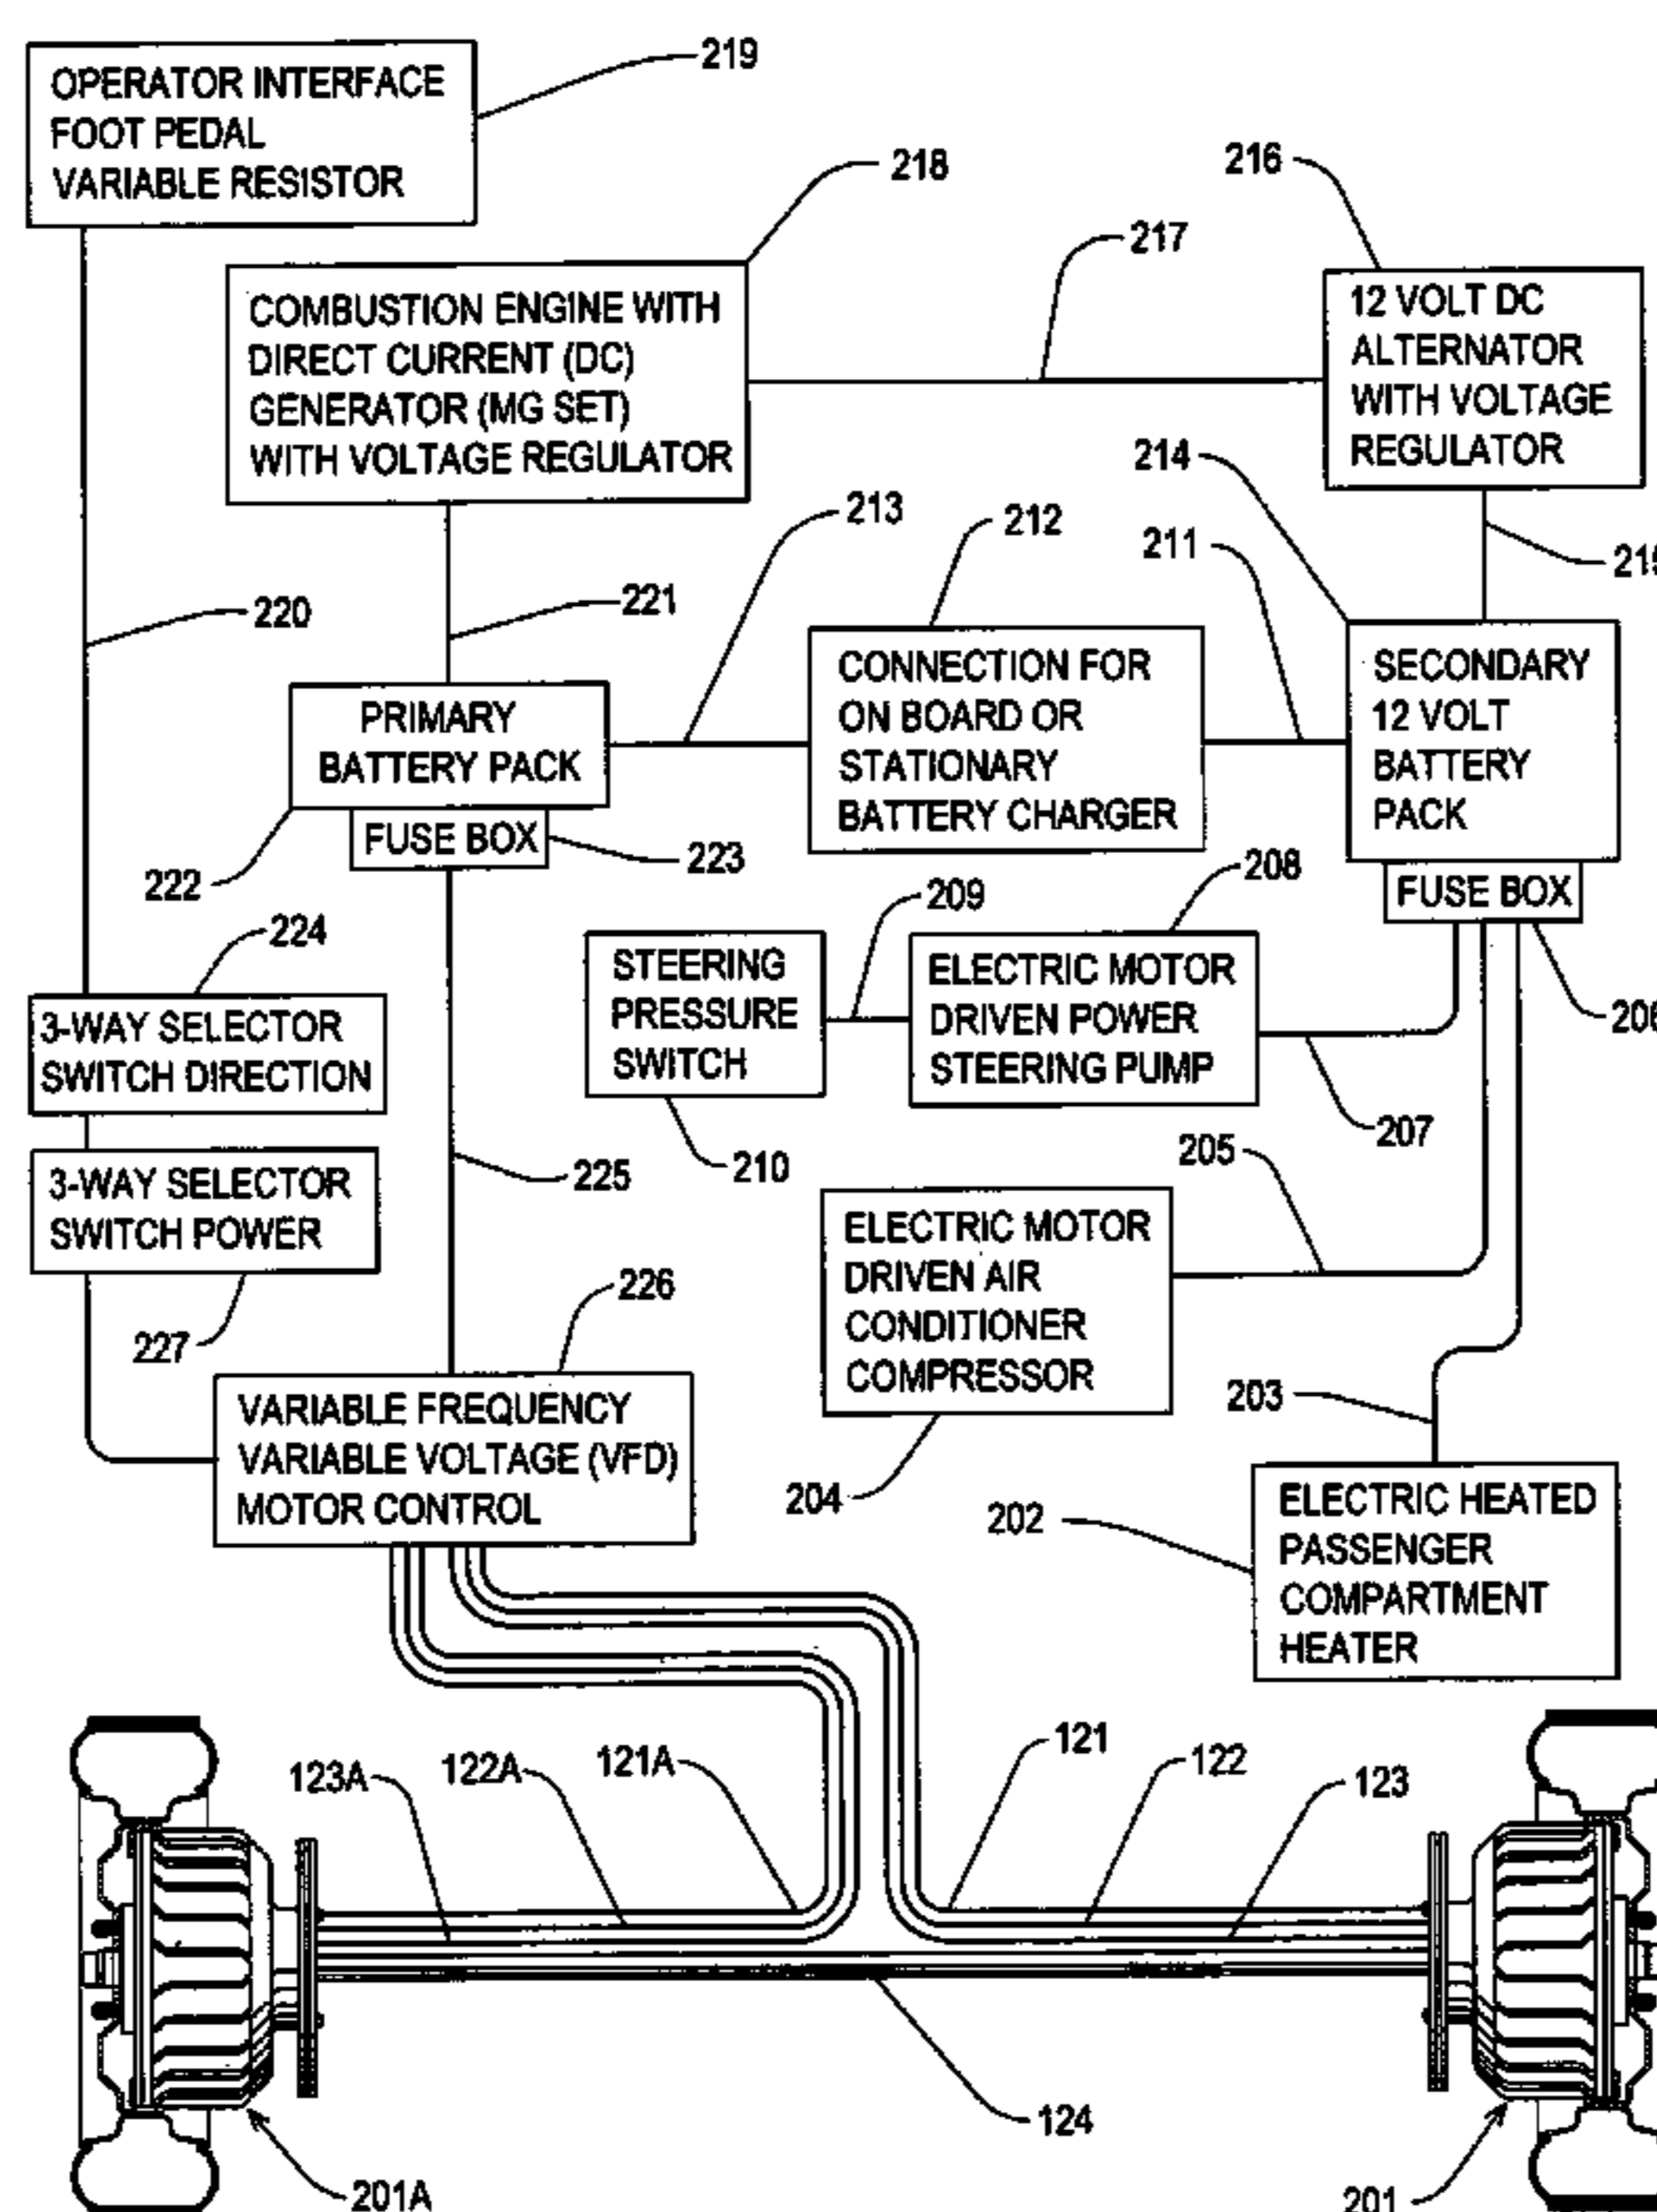 219
OPERATOR INTERFACE
FOOT PEDAL
VARIABLE RESISTOR
218
216
217
COMBUSTION ENGINE WITH
DIRECT CURRENT (DC)
GENERATOR (MG SET)
WITH VOLTAGE REGULATOR
12 VOLT DC
ALTERNATOR
WITH VOLTAGE
REGULATOR
214
213
212
211
220
221
PRIMARY
BATTERY PACK
FUSE BOX
CONNECTION FOR
ON BOARD OR
STATIONARY
BATTERY CHARGER
SECONDARY
12 VOLT
BATTERY
PACK
FUSE BOX
222
223
208
209
224
STEERING
PRESSURE
SWITCH
ELECTRIC MOTOR
DRIVEN POWER
STEERING PUMP
206
3-WAY SELECTOR
SWITCH DIRECTION
207
205
210
225
3-WAY SELECTOR
SWITCH POWER
ELECTRIC MOTOR
DRIVEN AIR
CONDITIONER
COMPRESSOR
226
227
203
VARIABLE FREQUENCY
VARIABLE VOLTAGE (VFD)
MOTOR CONTROL
204
202
ELECTRIC HEATED
PASSENGER
COMPARTMENT
HEATER
123A
122A
121A
121
122
123
124
201A
201